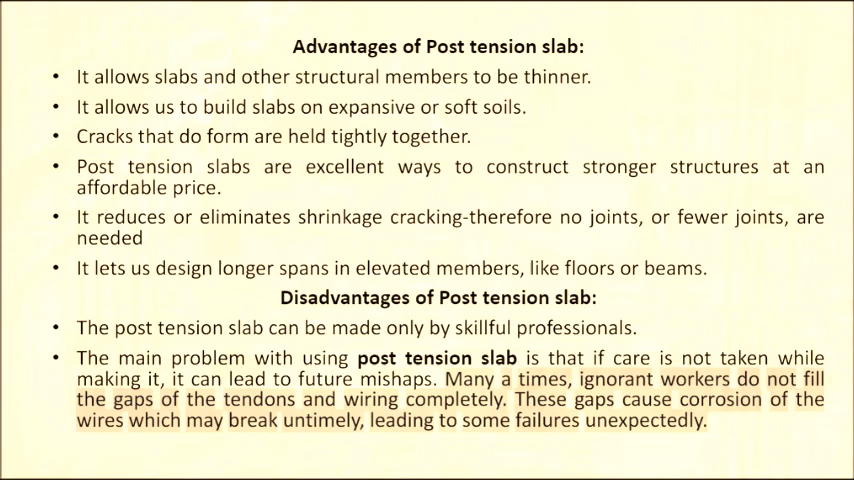 Advantages of Post tension slab:
• It allows slabs and other structural members to be thinner.
• It allows us to build slabs on expansive or soft soils.
• Cracks that do form are held tightly together.
• Post tension slabs are excellent ways to construct stronger structures at an
affordable price.
• It reduces or eliminates shrinkage cracking-therefore no joints, or fewer joints, are
needed
• It lets us design longer spans in elevated members, like floors or beams.
Disadvantages of Post tension slab:
• The post tension slab can be made only by skillful professionals.
• The main problem with using post tension slab is that if care is not taken while
making it, it can lead to future mishaps. Many a times, ignorant workers do not fill
the gaps of the tendons and wiring completely. These gaps cause corrosion of the
wires which may break untimely, leading to some failures unexpectedly.